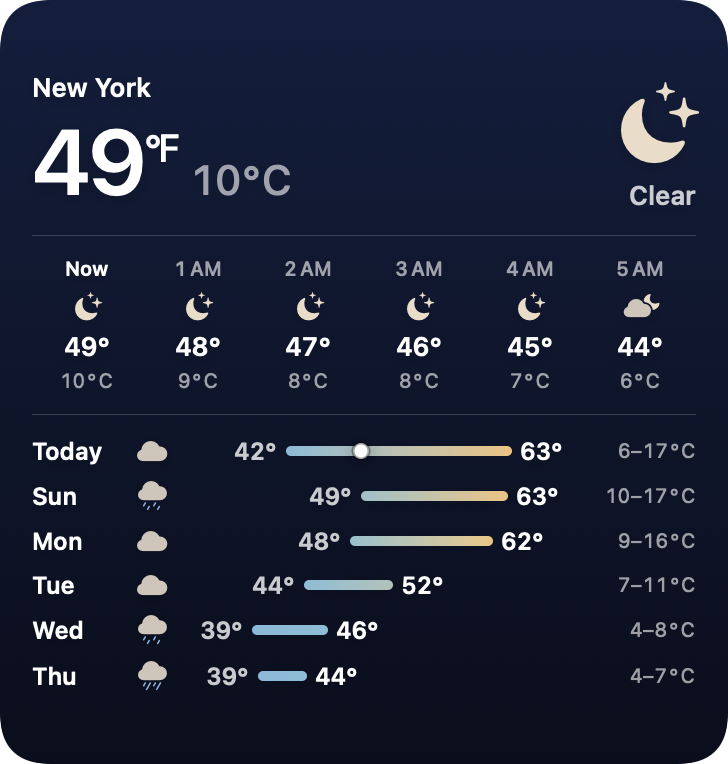 New York
49°F 10°C
Clear
Now 1 AM 2 AM 3 AM 4 AM 5 AM
49° 48° 47° 46° 45° 44°
10°C 9°C 8°C 8°C 7°C 6°C
Today 42° 63° 6–17°C
Sun 49° 63° 10–17°C
Mon 48° 62° 9–16°C
Tue 44° 52° 7–11°C
Wed 39° 46° 4–8°C
Thu 39° 44° 4–7°C